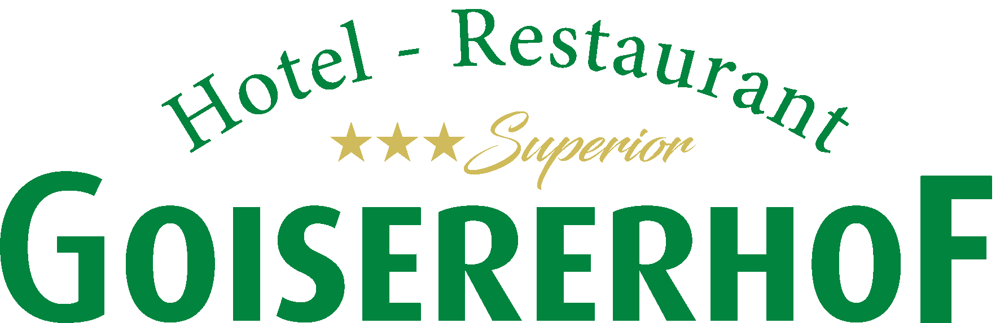 Hotel - Restaurant
★★★ Superior
GOISERERHOF